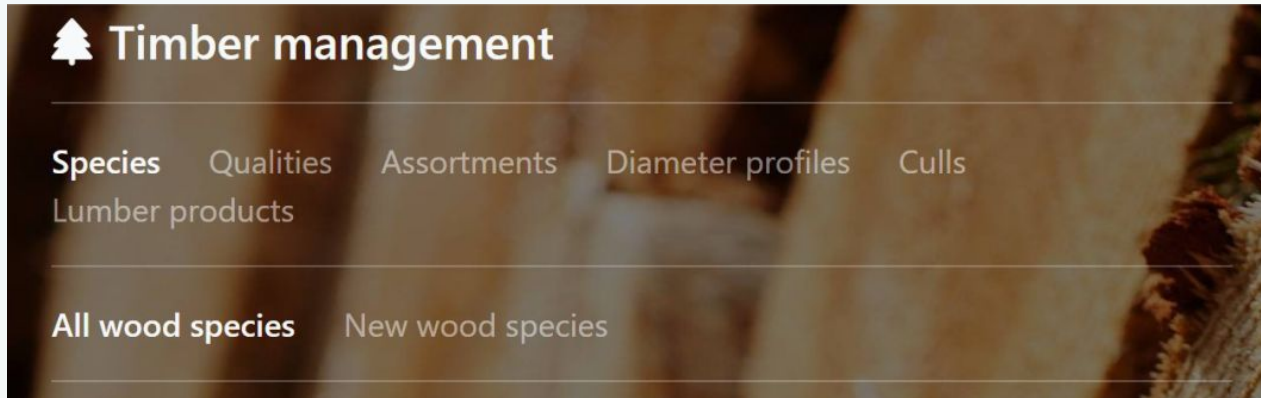 Timber management
Species Qualities Assortments Diameter profiles Culls
Lumber products
All wood species New wood species